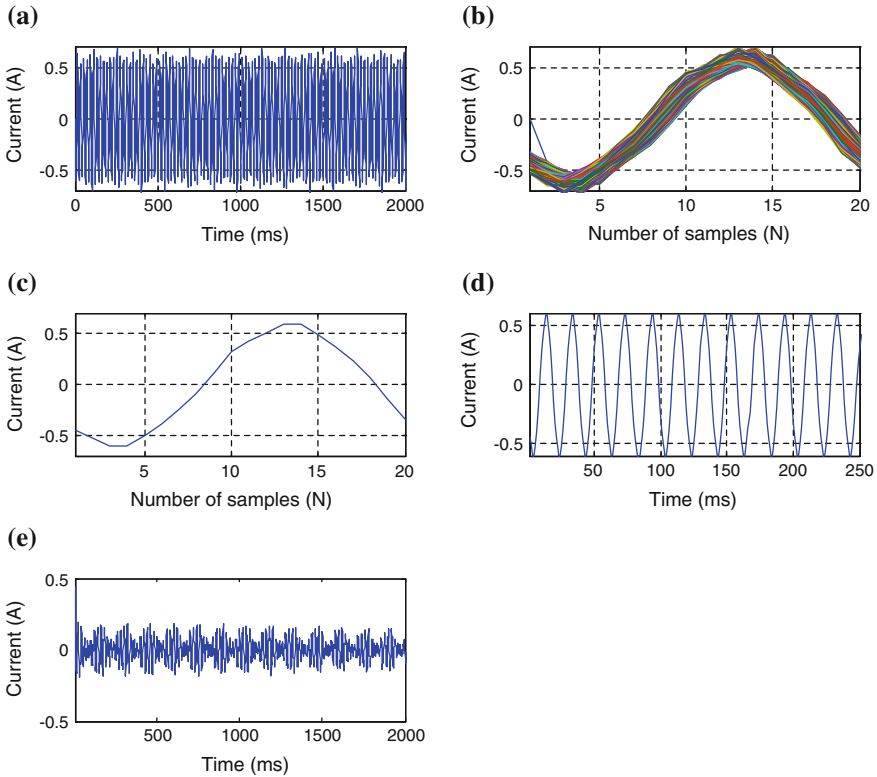 (a)
Current (A)
0.5
0
-0.5
0 500 1000 1500 2000
Time (ms)
(b)
Current (A)
0.5
0
-0.5
5 10 15 20
Number of samples (N)
(c)
Current (A)
0.5
0
-0.5
5 10 15 20
Number of samples (N)
(d)
Current (A)
0.5
0
-0.5
50 100 150 200 250
Time (ms)
(e)
Current (A)
0.5
0
-0.5
500 1000 1500 2000
Time (ms)